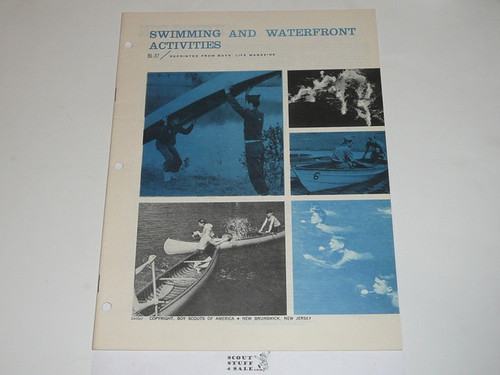 SWIMMING AND WATERFRONT
ACTIVITIES
REPRINTED FROM BOYS' LIFE MAGAZINE
6
COPYRIGHT, BOY SCOUTS OF AMERICA • NEW BRUNSWICK, NEW JERSEY
SCOUT
STUFF
4 SALE